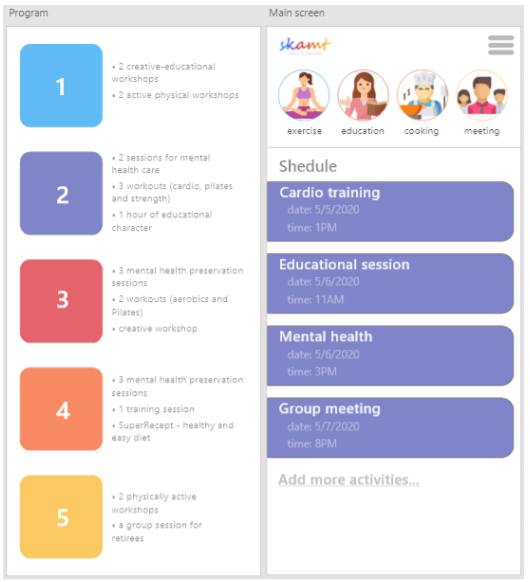 Program
1
• 2 creative-educational
workshops
• 2 active physical workshops
2
• 2 sessions for mental
health care
• 3 workouts (cardio, pilates
and strength)
• 1 hour of educational
character
3
• 3 mental health preservation
sessions
• 2 workouts (aerobics and
Pilates)
• creative workshop
4
• 3 mental health preservation
sessions
• 1 training session
• SuperRecept - healthy and
easy diet
5
• 2 physically active
workshops
• a group session for
retirees
Main screen
skamt
exercise education cooking meeting
Shedule
Cardio training
date: 5/5/2020
time: 1PM
Educational session
date: 5/6/2020
time: 11AM
Mental health
date: 5/6/2020
time: 3PM
Group meeting
date: 5/7/2020
time: 8PM
Add more activities...